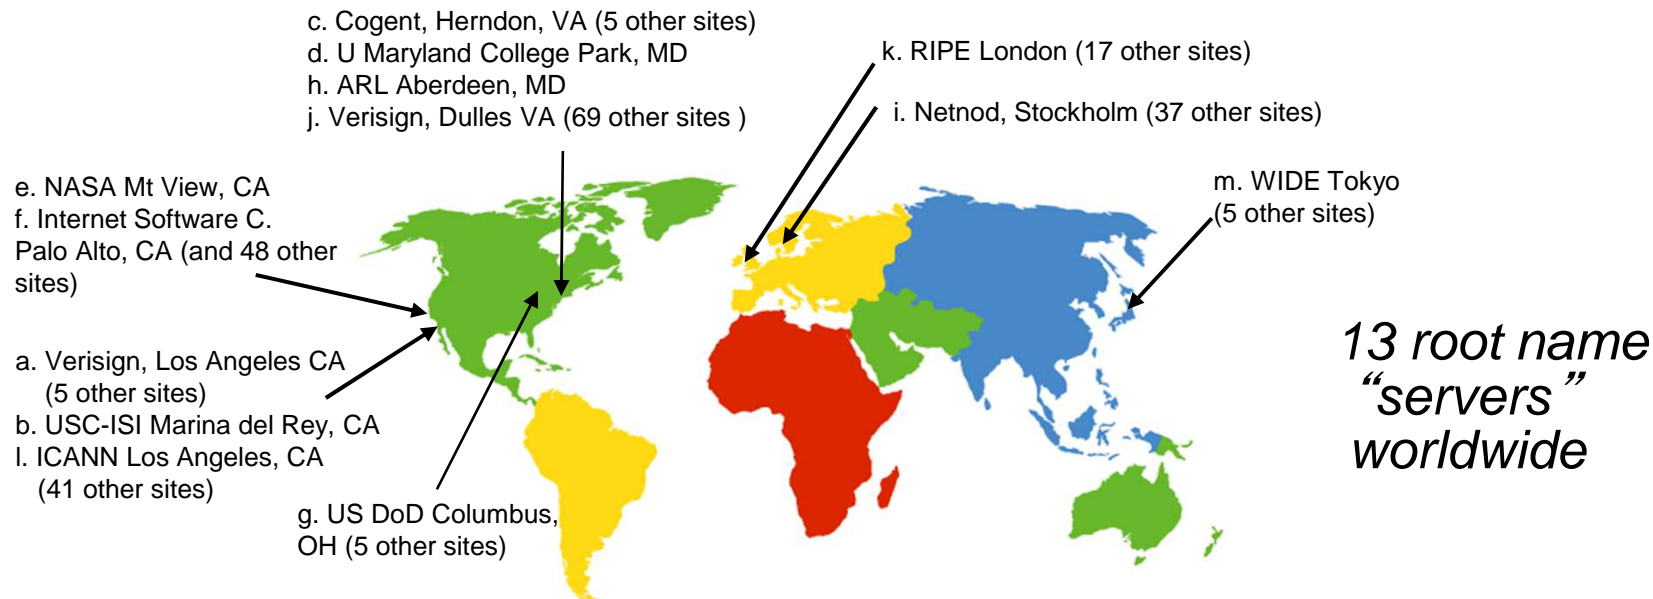 c. Cogent, Herndon, VA (5 other sites)
d. U Maryland College Park, MD
h. ARL Aberdeen, MD
j. Verisign, Dulles VA (69 other sites )
k. RIPE London (17 other sites)
i. Netnod, Stockholm (37 other sites)
m. WIDE Tokyo
(5 other sites)
e. NASA Mt View, CA
f. Internet Software C.
Palo Alto, CA (and 48 other
sites)
a. Verisign, Los Angeles CA
(5 other sites)
b. USC-ISI Marina del Rey, CA
l. ICANN Los Angeles, CA
(41 other sites)
g. US DoD Columbus,
OH (5 other sites)
13 root name
“servers”
worldwide